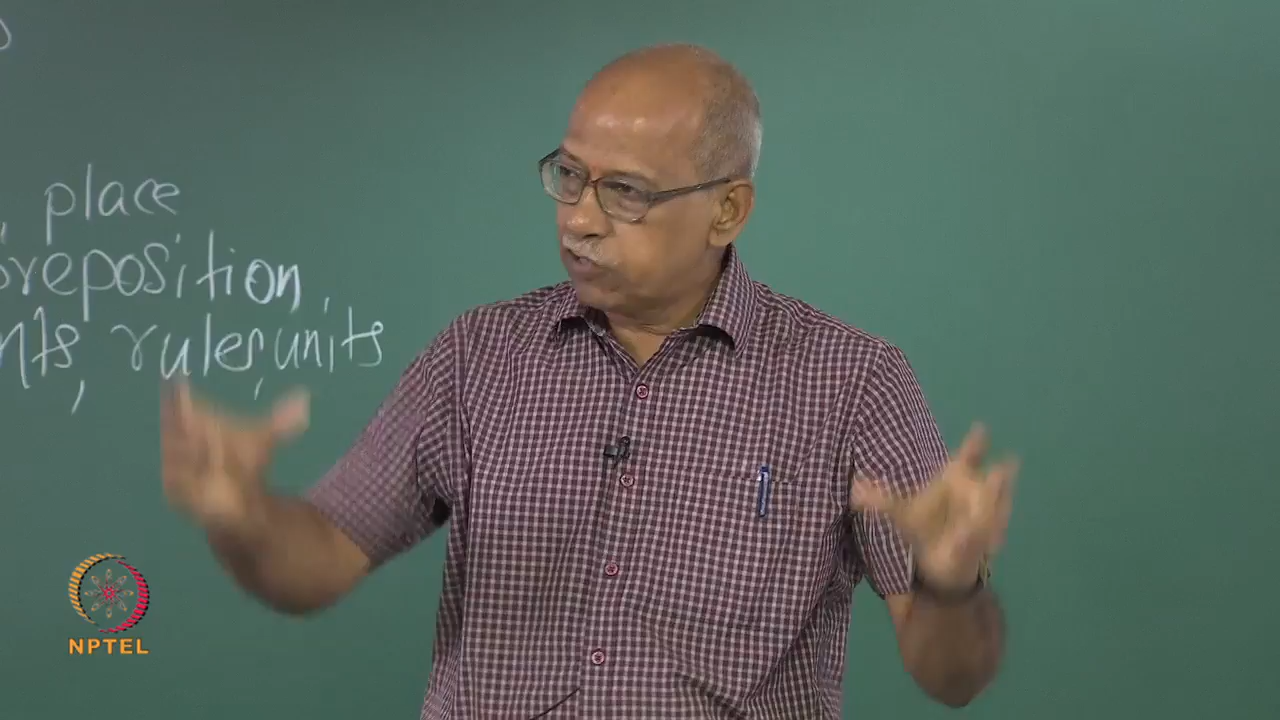 place
reposition,
nts, rules, units
NPTEL